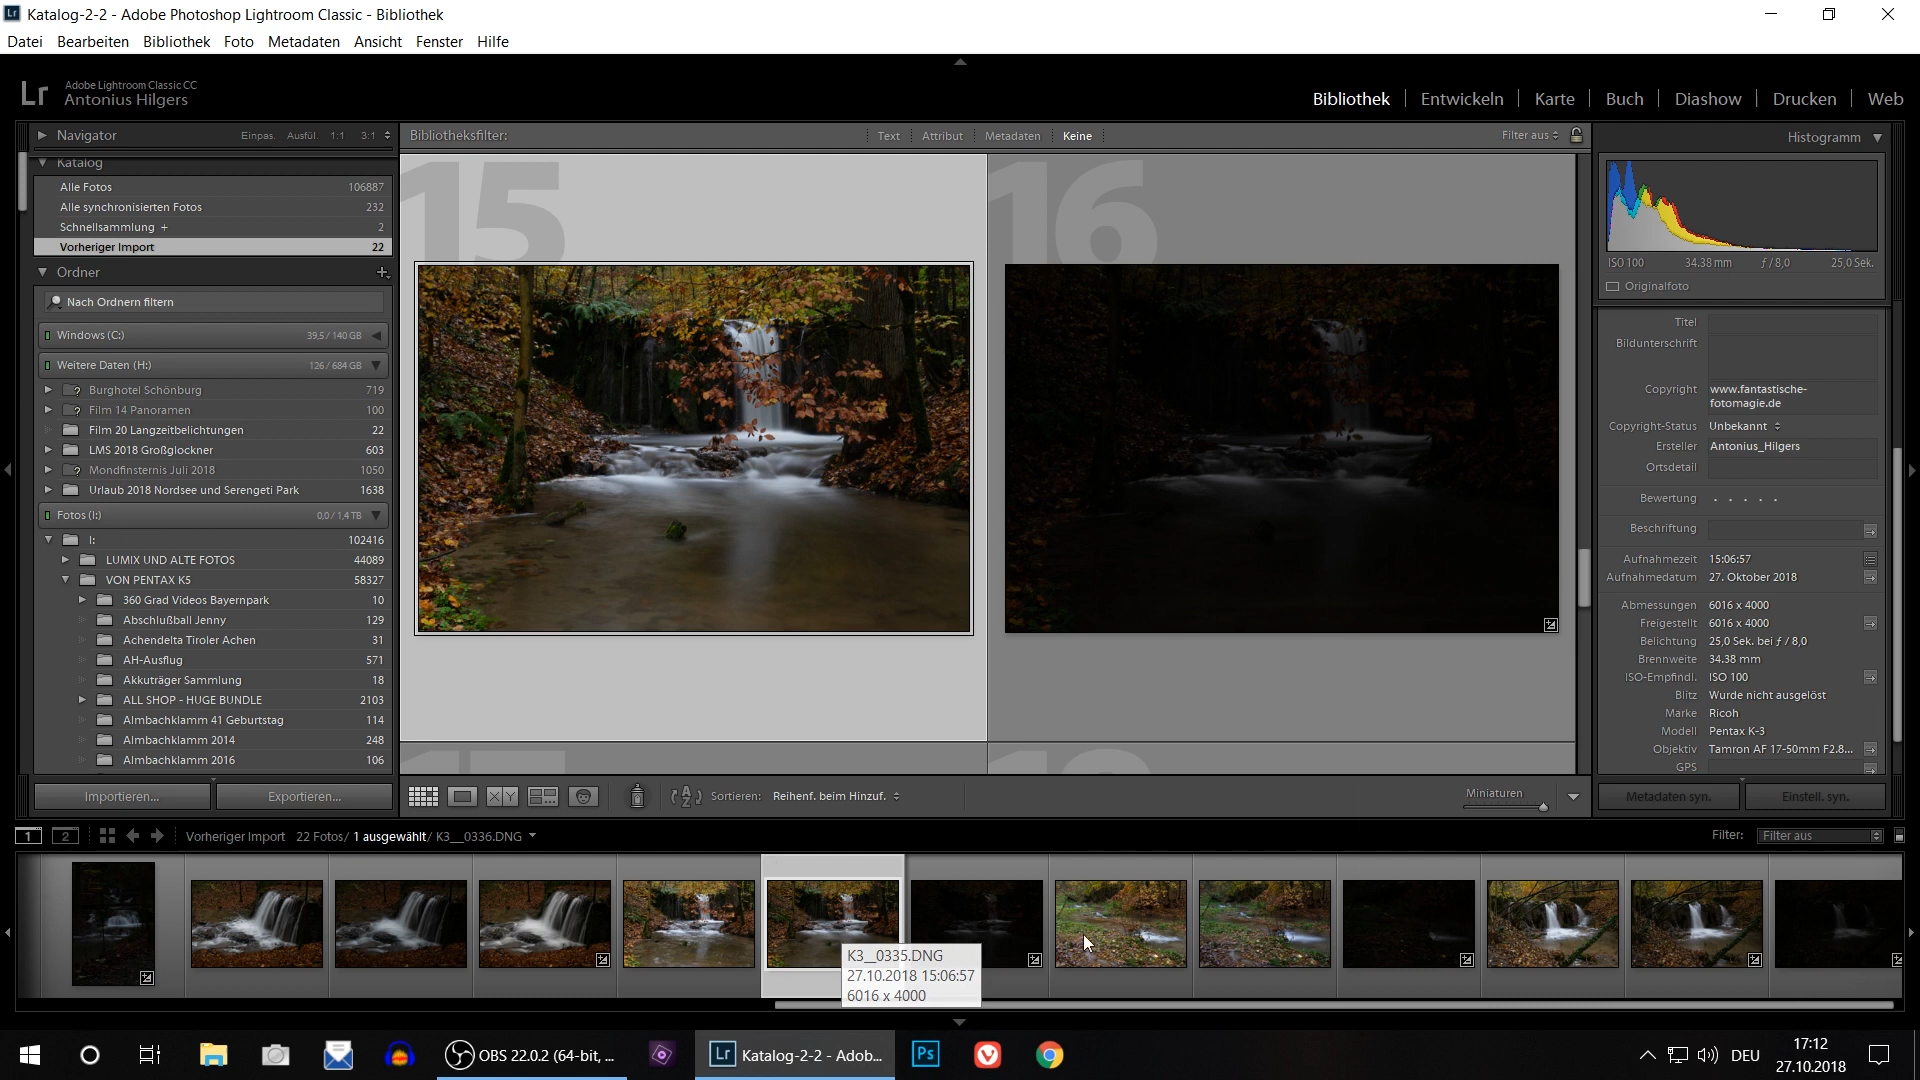 Katalog-2-2 - Adobe Photoshop Lightroom Classic - Bibliothek
Datei Bearbeiten Bibliothek Foto Metadaten Ansicht Fenster Hilfe
Lr Adobe Lightroom Classic CC
Antonius Hilgers
Bibliothek Entwickeln Karte Buch Diashow Drucken Web
Navigator Einpas. Ausfül. 1:1 3:1
Katalog
Alle Fotos 106887
Alle synchronisierten Fotos 232
Schnellsammlung + 2
Vorheriger Import 22
Ordner
Nach Ordnern filtern
Windows (C:) 39,5 / 140 GB
Weitere Daten (H:) 126 / 684 GB
Burghotel Schönburg 719
Film 14 Panoramen 100
Film 20 Langzeitbelichtungen 22
LMS 2018 Großglockner 603
Mondfinsternis Juli 2018 1050
Urlaub 2018 Nordsee und Serengeti Park 1638
Fotos (I:) 0,0 / 1,4 TB
I: 102416
LUMIX UND ALTE FOTOS 44089
VON PENTAX K5 58327
360 Grad Videos Bayernpark 10
Abschlußball Jenny 129
Achendelta Tiroler Achen 31
AH-Ausflug 571
Akkuträger Sammlung 18
ALL SHOP - HUGE BUNDLE 2103
Almbachklamm 41 Geburtstag 114
Almbachklamm 2014 248
Almbachklamm 2016 106
Importieren... Exportieren...
Bibliotheksfilter: Text Attribut Metadaten Keine Filter aus
15 16
Sortieren: Reihenf. beim Hinzuf. Miniaturen
Histogramm
ISO 100 34.38 mm ƒ / 8,0 25,0 Sek.
Originalfoto
Titel
Bildunterschrift
Copyright www.fantastische-
fotomagie.de
Copyright-Status Unbekannt
Ersteller Antonius_Hilgers
Ortsdetail
Bewertung
Beschriftung
Aufnahmezeit 15:06:57
Aufnahmedatum 27. Oktober 2018
Abmessungen 6016 x 4000
Freigestellt 6016 x 4000
Belichtung 25,0 Sek. bei ƒ / 8,0
Brennweite 34.38 mm
ISO-Empfindl. ISO 100
Blitz Wurde nicht ausgelöst
Marke Ricoh
Modell Pentax K-3
Objektiv Tamron AF 17-50mm F2.8...
GPS
Metadaten syn. Einstell. syn.
1 2 Vorheriger Import 22 Fotos/ 1 ausgewählt/ K3__0336.DNG Filter: Filter aus
K3__0335.DNG
27.10.2018 15:06:57
6016 x 4000
OBS 22.0.2 (64-bit, ... Lr Katalog-2-2 - Adob... Ps DEU 17:12
27.10.2018